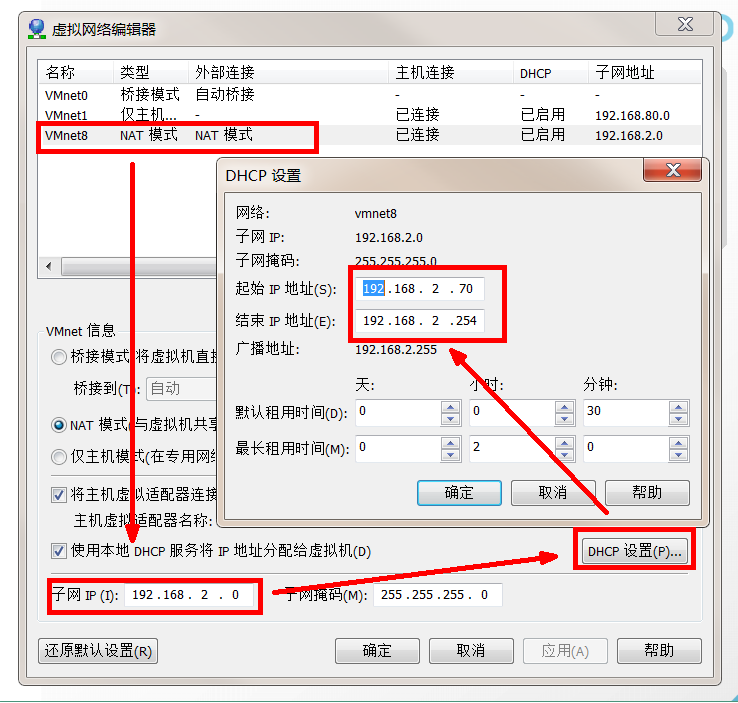 虚拟网络编辑器
名称 类型 外部连接 主机连接 DHCP 子网地址
VMnet0 桥接模式 自动桥接 - - -
VMnet1 仅主机... - 已连接 已启用 192.168.80.0
VMnet8 NAT 模式 NAT 模式 已连接 已启用 192.168.2.0
DHCP 设置
网络: vmnet8
子网 IP: 192.168.2.0
子网掩码: 255.255.255.0
起始 IP 地址(S): 192.168. 2 . 70
结束 IP 地址(E): 192.168. 2 .254
广播地址: 192.168.2.255
天: 小时: 分钟:
默认租用时间(D): 0 0 30
最长租用时间(M): 0 2 0
确定 取消 帮助
VMnet 信息
桥接模式(将虚拟机直接
桥接到(T): 自动
NAT 模式(与虚拟机共享
仅主机模式(在专用网络
将主机虚拟适配器连接
主机虚拟适配器名称:
使用本地 DHCP 服务将 IP 地址分配给虚拟机(D)
DHCP 设置(P)...
子网 IP (I): 192.168. 2 . 0 子网掩码(M): 255.255.255. 0
还原默认设置(R) 确定 取消 应用(A) 帮助